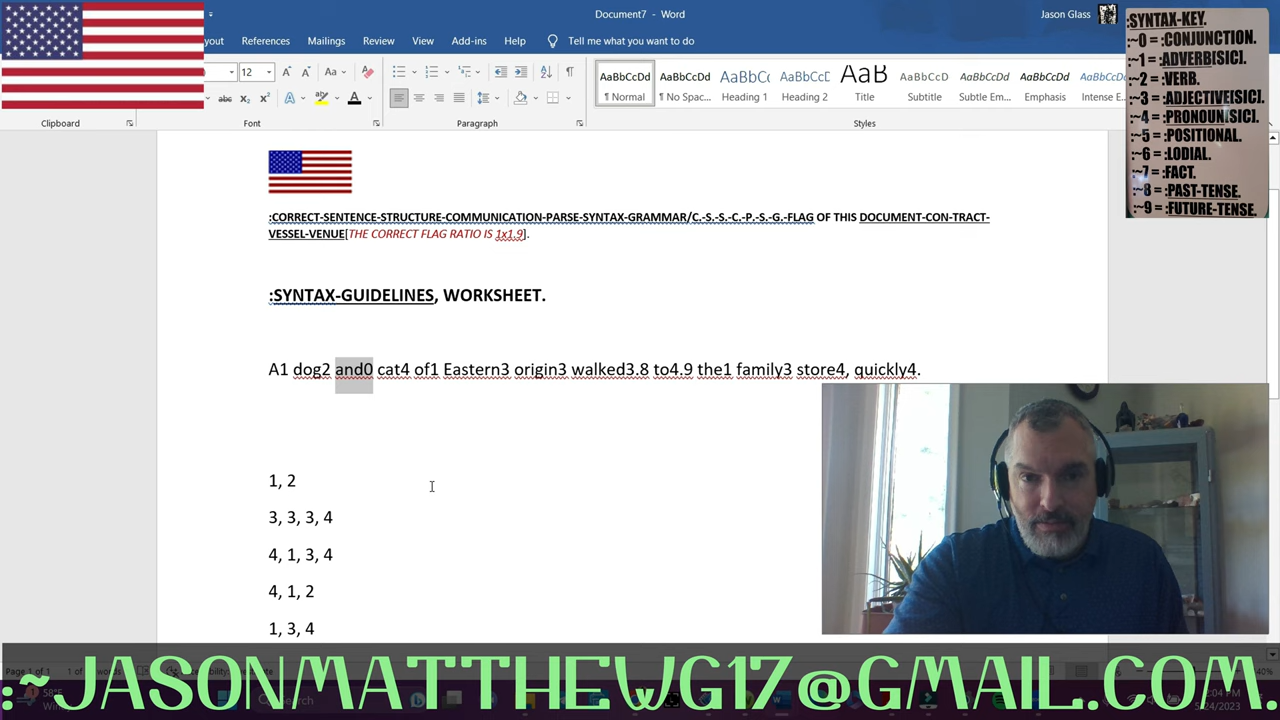 Document7 - Word
Jason Glass
References Mailings Review View Add-ins Help Tell me what you want to do
12 Aa
AaBbCcDd AaBbCcDd AaBbCc AaBbCcD AaB AaBbCcD AaBbCcDd AaBbCcDd AaBbCcDd
¶ Normal ¶ No Spac... Heading 1 Heading 2 Title Subtitle Subtle Em... Emphasis Intense E...
Clipboard Font Paragraph Styles
:SYNTAX-KEY.
:~0 = :CONJUNCTION.
:~1 = :ADVERB[SIC].
:~2 = :VERB.
:~3 = :ADJECTIVE[SIC].
:~4 = :PRONOUN[SIC].
:~5 = :POSITIONAL.
:~6 = :LODIAL.
:~7 = :FACT.
:~8 = :PAST-TENSE.
:~9 = :FUTURE-TENSE.
:CORRECT-SENTENCE-STRUCTURE-COMMUNICATION-PARSE-SYNTAX-GRAMMAR/C.-S.-S.-C.-P.-S.-G.-FLAG OF THIS DOCUMENT-CON-TRACT-
VESSEL-VENUE[THE CORRECT FLAG RATIO IS 1x1.9].
:SYNTAX-GUIDELINES, WORKSHEET.
A1 dog2 and0 cat4 of1 Eastern3 origin3 walked3.8 to4.9 the1 family3 store4, quickly4.
1, 2
3, 3, 3, 4
4, 1, 3, 4
4, 1, 2
1, 3, 4
:~JASONMATTHEWG17@GMAIL.COM.